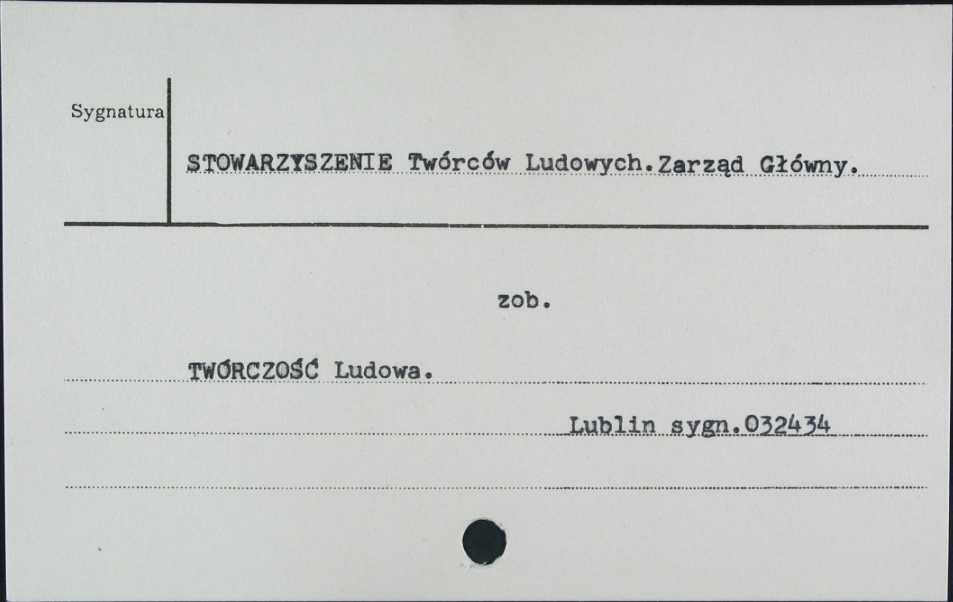 Sygnatura
STOWARZYSZENIE Twórców Ludowych.Zarząd Główny.
zob.
TWÓRCZOŚĆ Ludowa.
Lublin sygn.032434